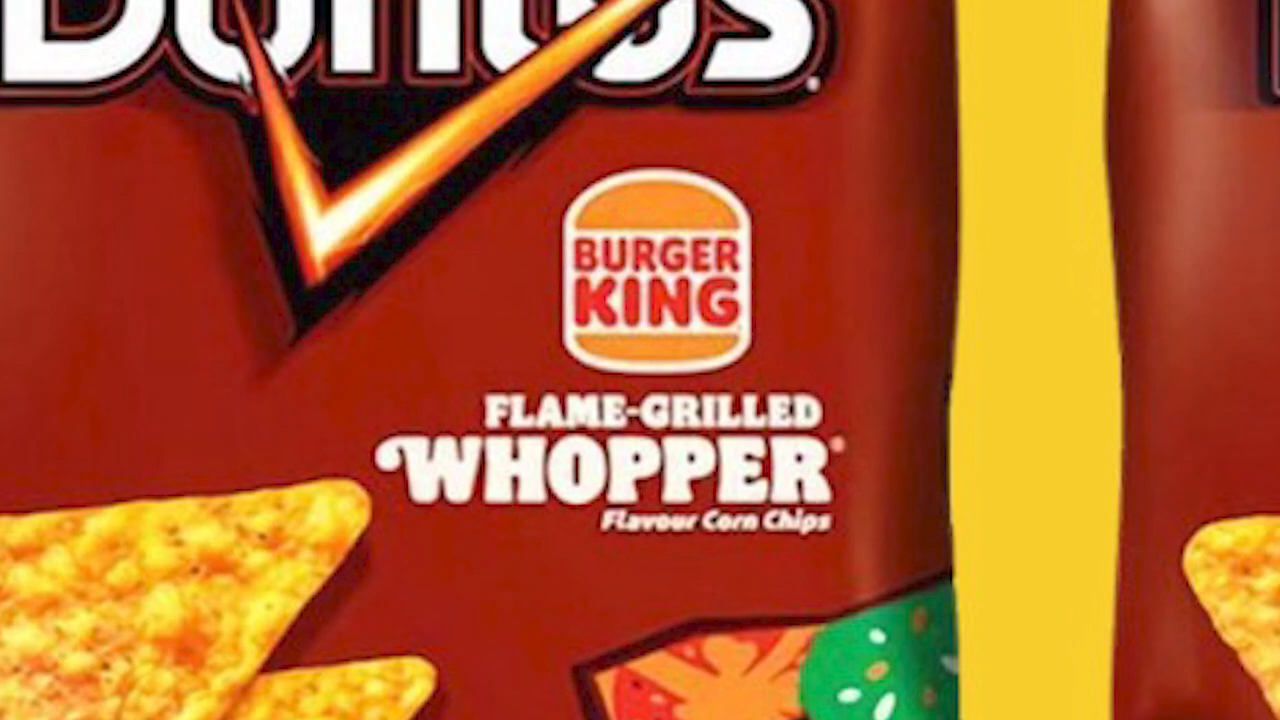 Doritos
BURGER
KING
FLAME-GRILLED
WHOPPER®
Flavour Corn Chips